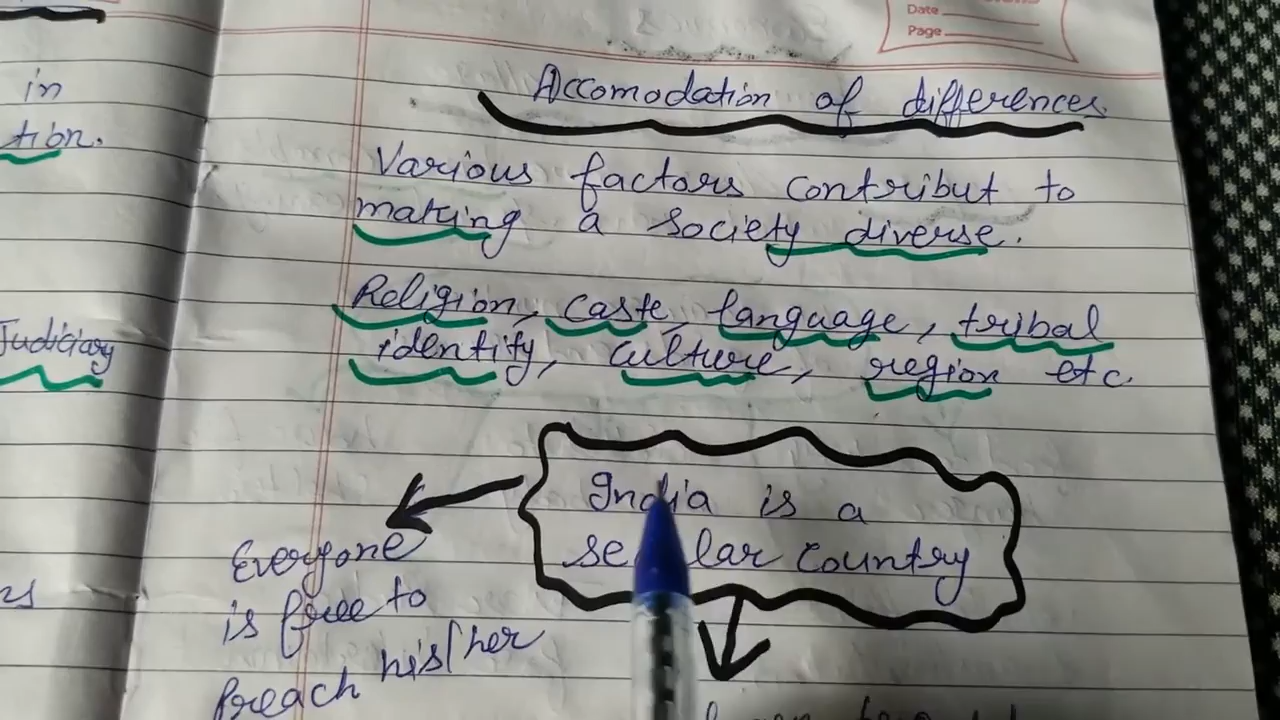 Date
Page
in
tion.
Accomodation of differences.
Various factors contribut to
making a society diverse.
Religion, caste, language, tribal
identity, culture, region etc.
Judiciary
India is a
secular country
Everyone
is free to
Preach his/her